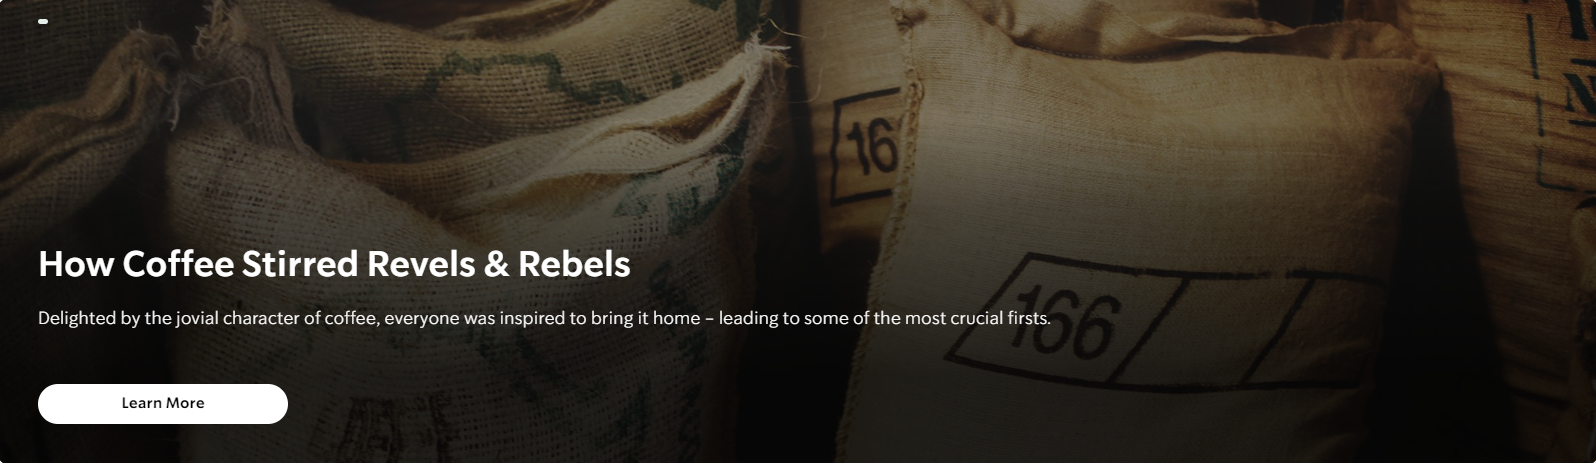 16
How Coffee Stirred Revels & Rebels
Delighted by the jovial character of coffee, everyone was inspired to bring it home – leading to some of the most crucial firsts.
166
Learn More